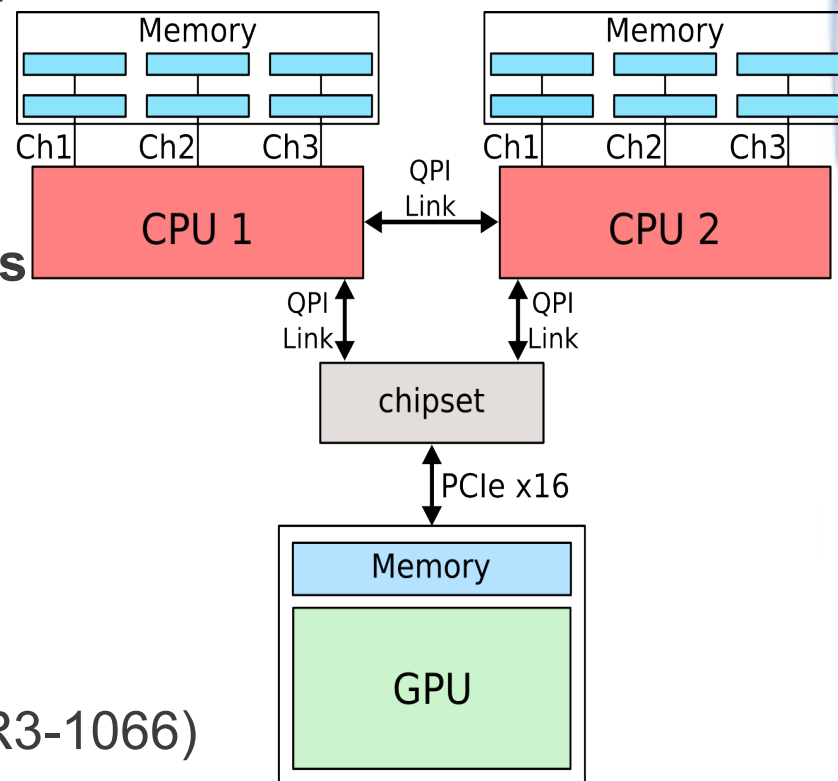 Memory
Memory
Ch1 Ch2 Ch3
Ch1 Ch2 Ch3
QPI
Link
CPU 1
CPU 2
s
QPI
Link
QPI
Link
chipset
PCIe x16
Memory
GPU
R3-1066)